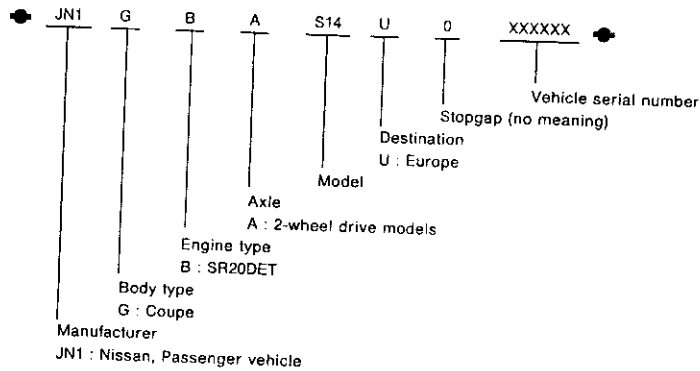 JN1 G B A S14 U 0 XXXXXX
Vehicle serial number
Stopgap (no meaning)
Destination
U : Europe
Model
Axle
A : 2-wheel drive models
Engine type
B : SR20DET
Body type
G : Coupe
Manufacturer
JN1 : Nissan, Passenger vehicle